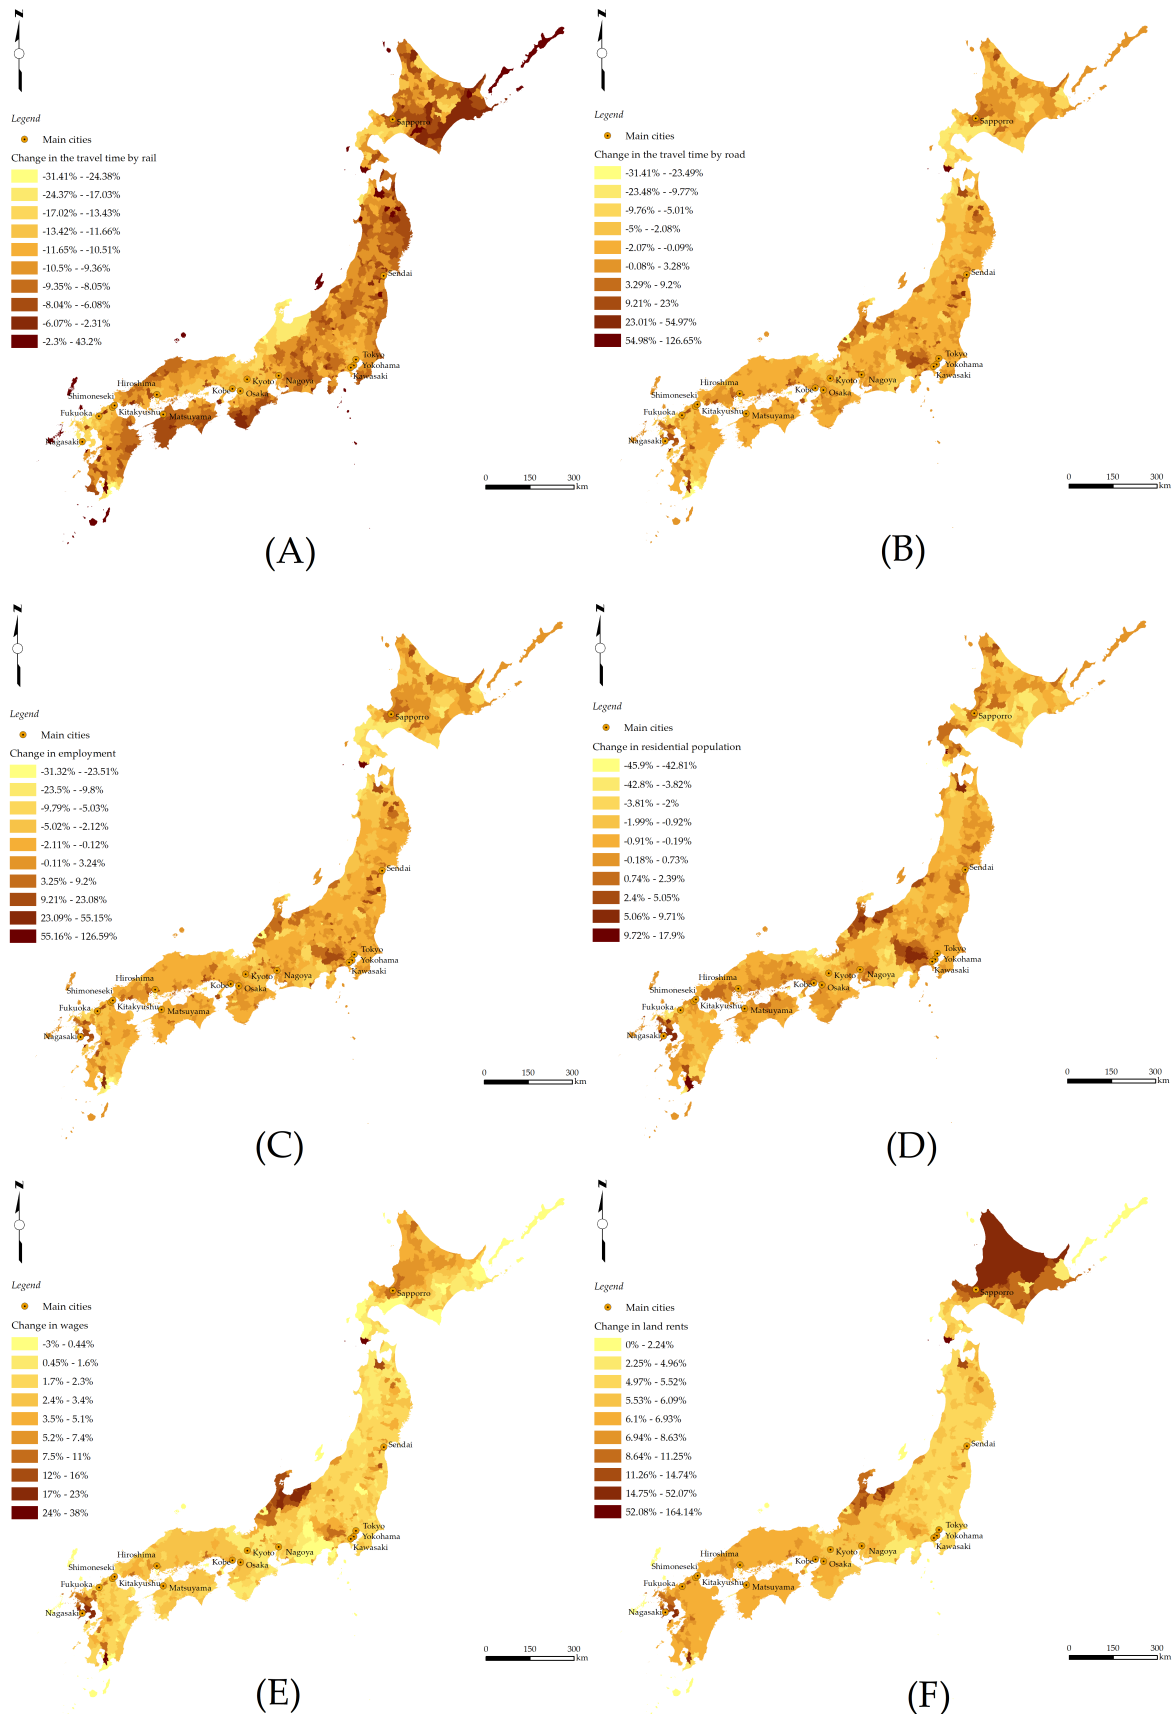 N
Legend
Main cities
Change in the travel time by rail
-31.41% - -24.38%
-24.37% - -17.03%
-17.02% - -13.43%
-13.42% - -11.66%
-11.65% - -10.51%
-10.5% - -9.36%
-9.35% - -8.05%
-8.04% - -6.08%
-6.07% - -2.31%
-2.3% - 43.2%
Sapporro
Sendai
Tokyo
Yokohama
Kawasaki
Hiroshima
Kyoto
Nagoya
Kobe
Osaka
Shimoneseki
Kitakyushu
Matsuyama
Fukuoka
Nagasaki
0 150 300
km
(A)
N
Legend
Main cities
Change in the travel time by road
-31.41% - -23.49%
-23.48% - -9.77%
-9.76% - -5.01%
-5% - -2.08%
-2.07% - -0.09%
-0.08% - 3.28%
3.29% - 9.2%
9.21% - 23%
23.01% - 54.97%
54.98% - 126.65%
Sapporro
Sendai
Tokyo
Yokohama
Kawasaki
Hiroshima
Kyoto
Nagoya
Kobe
Osaka
Shimoneseki
Kitakyushu
Matsuyama
Fukuoka
Nagasaki
0 150 300
km
(B)
N
Legend
Main cities
Change in employment
-31.32% - -23.51%
-23.5% - -9.8%
-9.79% - -5.03%
-5.02% - -2.12%
-2.11% - -0.12%
-0.11% - 3.24%
3.25% - 9.2%
9.21% - 23.08%
23.09% - 55.15%
55.16% - 126.59%
Sapporro
Sendai
Tokyo
Yokohama
Kawasaki
Hiroshima
Kyoto
Nagoya
Kobe
Osaka
Shimoneseki
Kitakyushu
Matsuyama
Fukuoka
Nagasaki
0 150 300
km
(C)
N
Legend
Main cities
Change in residential population
-45.9% - -42.81%
-42.8% - -3.82%
-3.81% - -2%
-1.99% - -0.92%
-0.91% - -0.19%
-0.18% - 0.73%
0.74% - 2.39%
2.4% - 5.05%
5.06% - 9.71%
9.72% - 17.9%
Sapporro
Sendai
Tokyo
Yokohama
Kawasaki
Hiroshima
Kyoto
Nagoya
Kobe
Osaka
Shimoneseki
Kitakyushu
Matsuyama
Fukuoka
Nagasaki
0 150 300
km
(D)
N
Legend
Main cities
Change in wages
-3% - 0.44%
0.45% - 1.6%
1.7% - 2.3%
2.4% - 3.4%
3.5% - 5.1%
5.2% - 7.4%
7.5% - 11%
12% - 16%
17% - 23%
24% - 38%
Sapporro
Sendai
Tokyo
Yokohama
Kawasaki
Hiroshima
Kyoto
Nagoya
Kobe
Osaka
Shimoneseki
Kitakyushu
Matsuyama
Fukuoka
Nagasaki
0 150 300
km
(E)
N
Legend
Main cities
Change in land rents
0% - 2.24%
2.25% - 4.96%
4.97% - 5.52%
5.53% - 6.09%
6.1% - 6.93%
6.94% - 8.63%
8.64% - 11.25%
11.26% - 14.74%
14.75% - 52.07%
52.08% - 164.14%
Sapporro
Sendai
Tokyo
Yokohama
Kawasaki
Hiroshima
Kyoto
Nagoya
Kobe
Osaka
Shimoneseki
Kitakyushu
Matsuyama
Fukuoka
Nagasaki
0 150 300
km
(F)